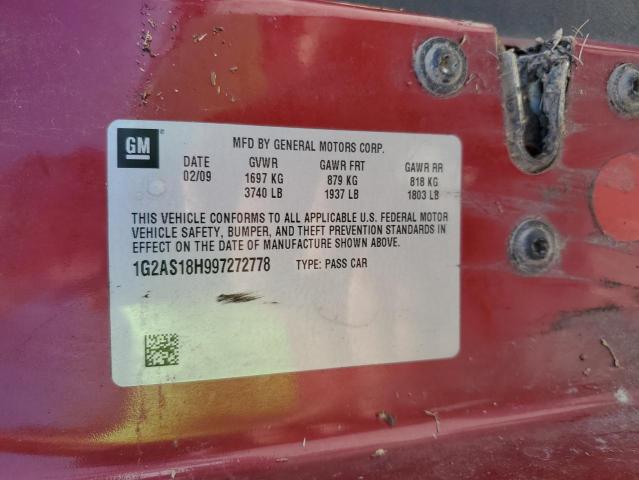 GM ®
MFD BY GENERAL MOTORS CORP.
DATE GVWR GAWR FRT GAWR RR
02/09 1697 KG 879 KG 818 KG
3740 LB 1937 LB 1803 LB
THIS VEHICLE CONFORMS TO ALL APPLICABLE U.S. FEDERAL MOTOR
VEHICLE SAFETY, BUMPER, AND THEFT PREVENTION STANDARDS IN
EFFECT ON THE DATE OF MANUFACTURE SHOWN ABOVE.
1G2AS18H997272778 TYPE: PASS CAR